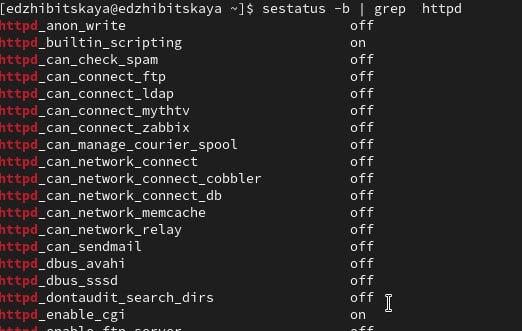 [edzhibitskaya@edzhibitskaya ~]$ sestatus -b | grep  httpd
httpd_anon_write                            off
httpd_builtin_scripting                     on
httpd_can_check_spam                        off
httpd_can_connect_ftp                       off
httpd_can_connect_ldap                      off
httpd_can_connect_mythtv                    off
httpd_can_connect_zabbix                    off
httpd_can_manage_courier_spool              off
httpd_can_network_connect                   off
httpd_can_network_connect_cobbler           off
httpd_can_network_connect_db                off
httpd_can_network_memcache                  off
httpd_can_network_relay                     off
httpd_can_sendmail                          off
httpd_dbus_avahi                            off
httpd_dbus_sssd                             off
httpd_dontaudit_search_dirs                 off
httpd_enable_cgi                            on
httpd_enable_ftp_server                     off